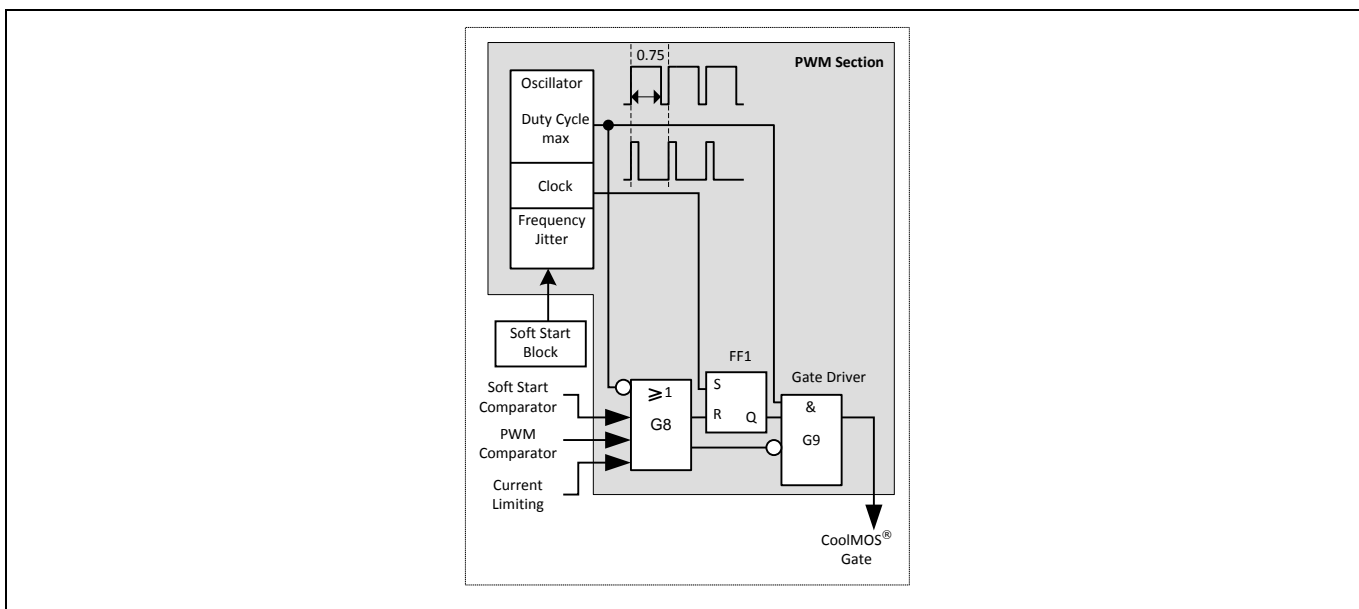 0.75
PWM Section
Oscillator
Duty Cycle
max
Clock
Frequency
Jitter
Soft Start
Block
FF1
Gate Driver
Soft Start
Comparator
PWM
Comparator
Current
Limiting
≥1
G8
S
R
Q
&
G9
CoolMOS®
Gate